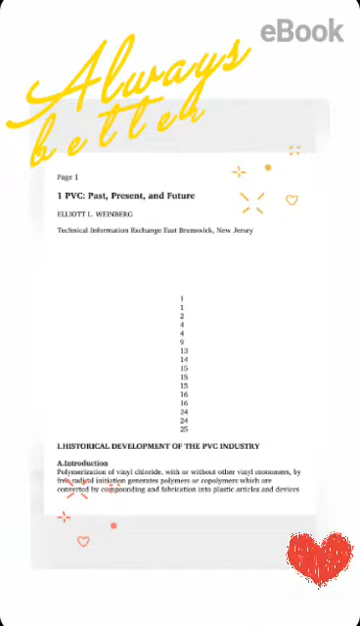 eBook
Always
better
Page 1
1 PVC: Past, Present, and Future
ELLIOTT L. WEINBERG
Technical Information Exchange East Brunswick, New Jersey
1
1
2
4
4
9
13
14
15
15
15
16
16
24
24
25
I.HISTORICAL DEVELOPMENT OF THE PVC INDUSTRY
A.Introduction
Polymerization of vinyl chloride, with or without other vinyl monomers, by
free radical initiation generates polymers or copolymers which are
converted by compounding and fabrication into plastic articles and devices